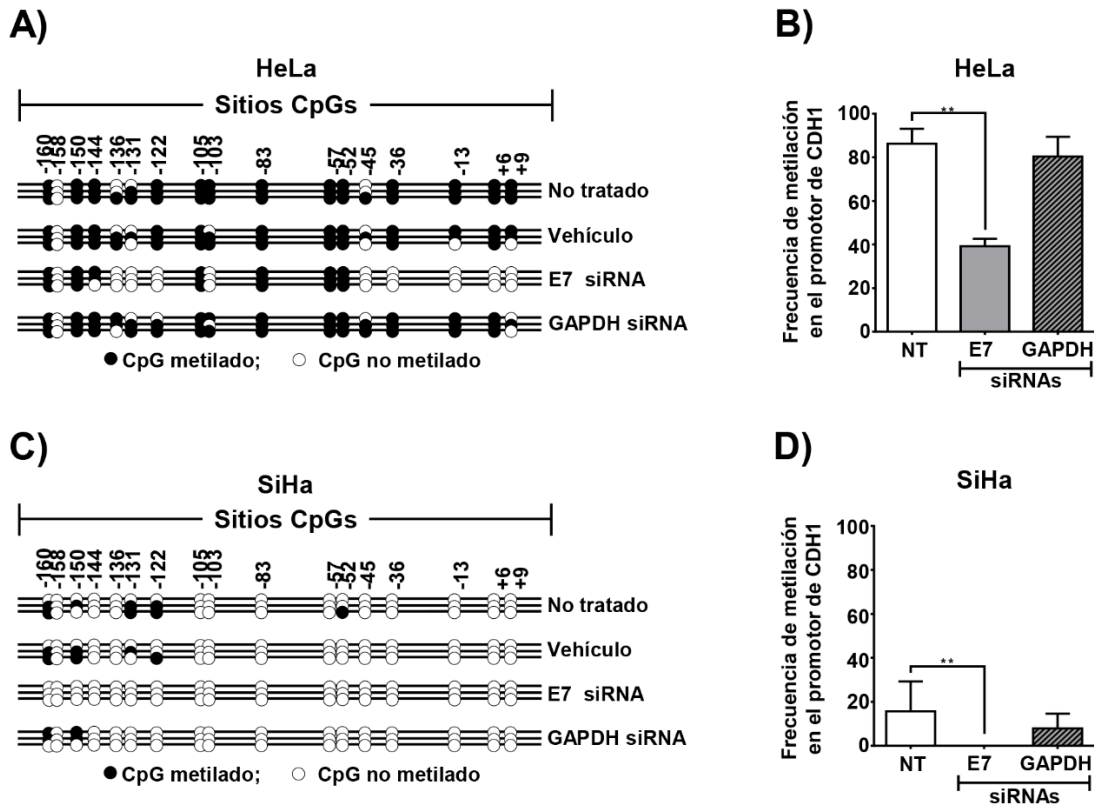 A)
HeLa
Sitios CpGs
-160 -158 -150 -144 -136 -131 -122 -105 -103 -83 -57 -52 -45 -36 -13 +6 +9
No tratado
Vehículo
E7 siRNA
GAPDH siRNA
CpG metilado; CpG no metilado
B)
HeLa
Frecuencia de metilación
en el promotor de CDH1
100
80
60
40
20
0
**
NT E7 GAPDH
siRNAs
C)
SiHa
Sitios CpGs
-160 -158 -150 -144 -136 -131 -122 -105 -103 -83 -57 -52 -45 -36 -13 +6 +9
No tratado
Vehículo
E7 siRNA
GAPDH siRNA
CpG metilado; CpG no metilado
D)
SiHa
Frecuencia de metilación
en el promotor de CDH1
100
80
60
40
20
0
**
NT E7 GAPDH
siRNAs